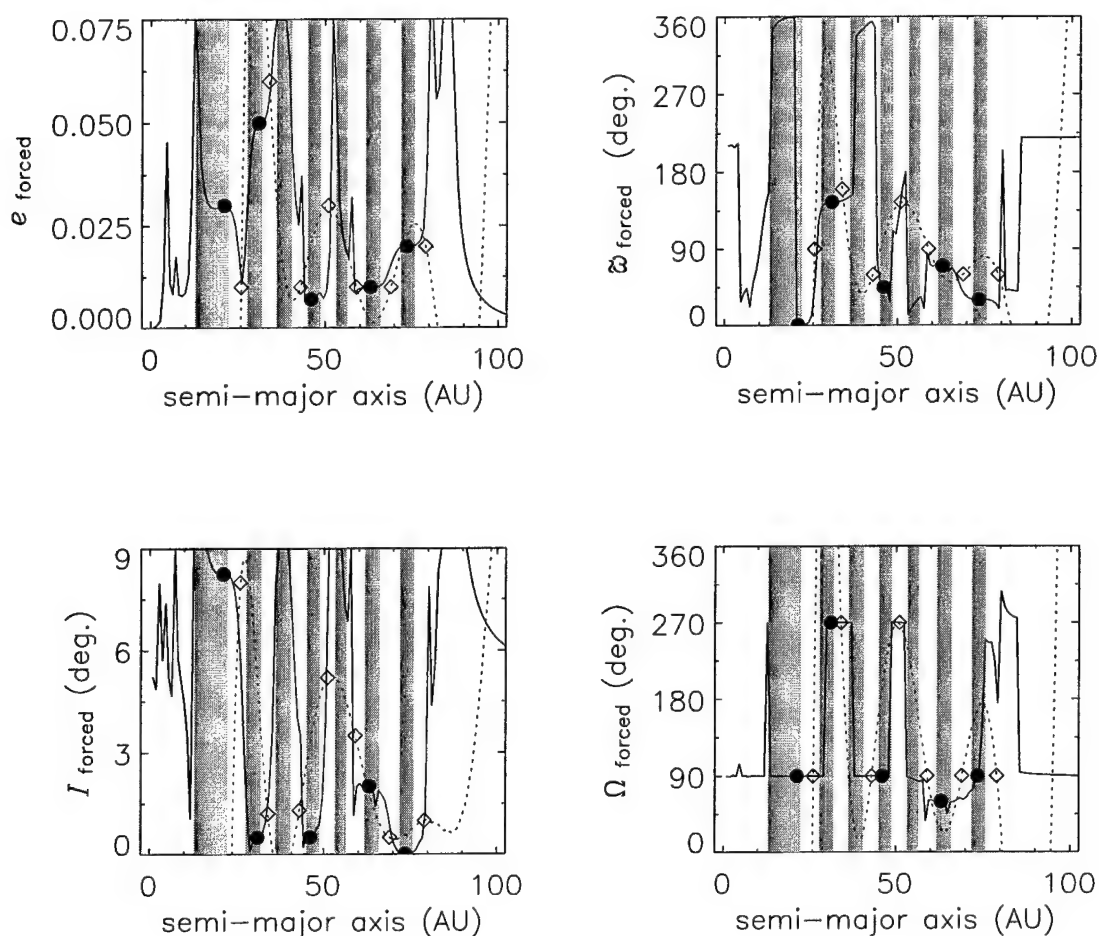 0.075
0.050
0.025
0.000
e forced
0 50 100
semi-major axis (AU)
360
270
180
90
0
ϖ forced (deg.)
0 50 100
semi-major axis (AU)
9
6
3
0
I forced (deg.)
0 50 100
semi-major axis (AU)
360
270
180
90
0
Ω forced (deg.)
0 50 100
semi-major axis (AU)